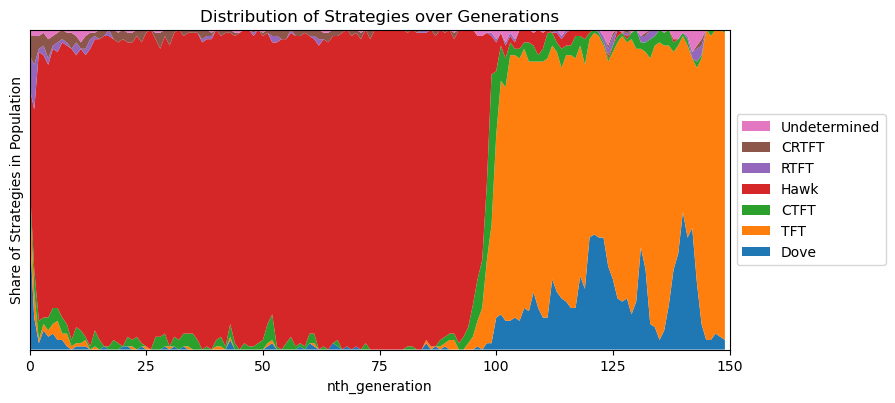 Distribution of Strategies over Generations
Share of Strategies in Population
Undetermined
CRTFT
RTFT
Hawk
CTFT
TFT
Dove
0 25 50 75 100 125 150
nth_generation